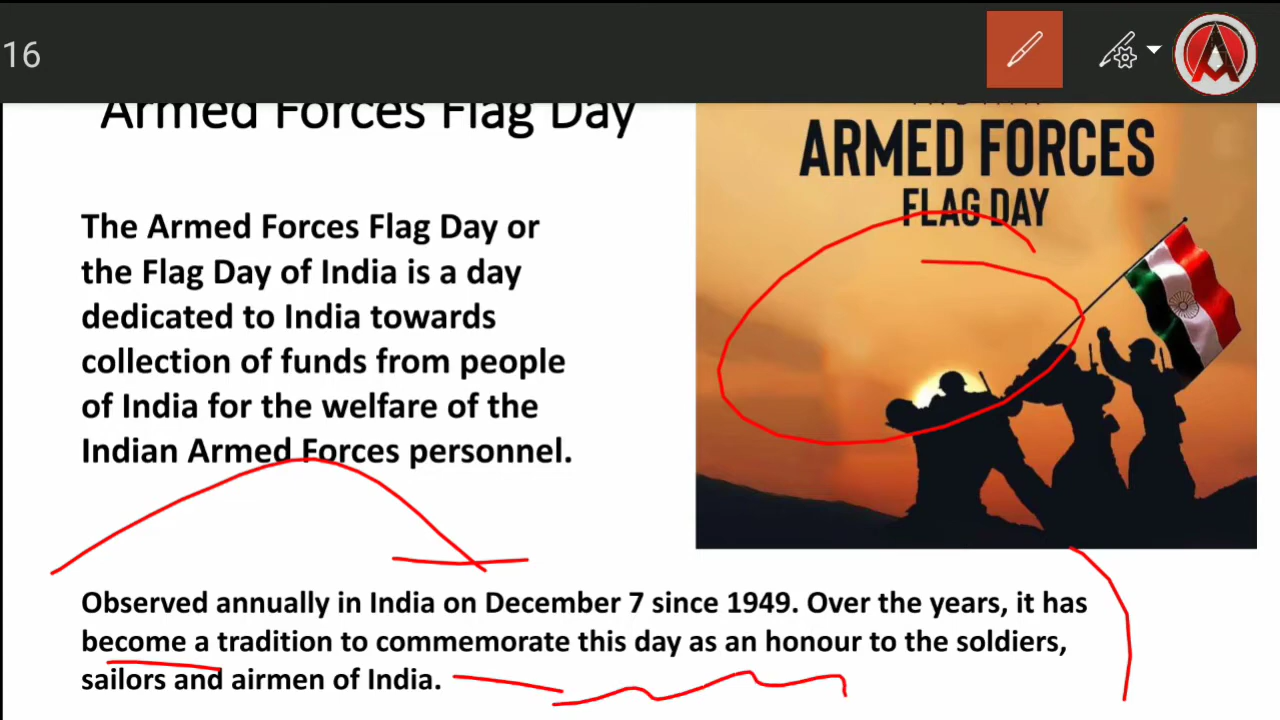 16
Armed Forces Flag Day
ARMED FORCES
FLAG DAY
The Armed Forces Flag Day or
the Flag Day of India is a day
dedicated to India towards
collection of funds from people
of India for the welfare of the
Indian Armed Forces personnel.
Observed annually in India on December 7 since 1949. Over the years, it has
become a tradition to commemorate this day as an honour to the soldiers,
sailors and airmen of India.